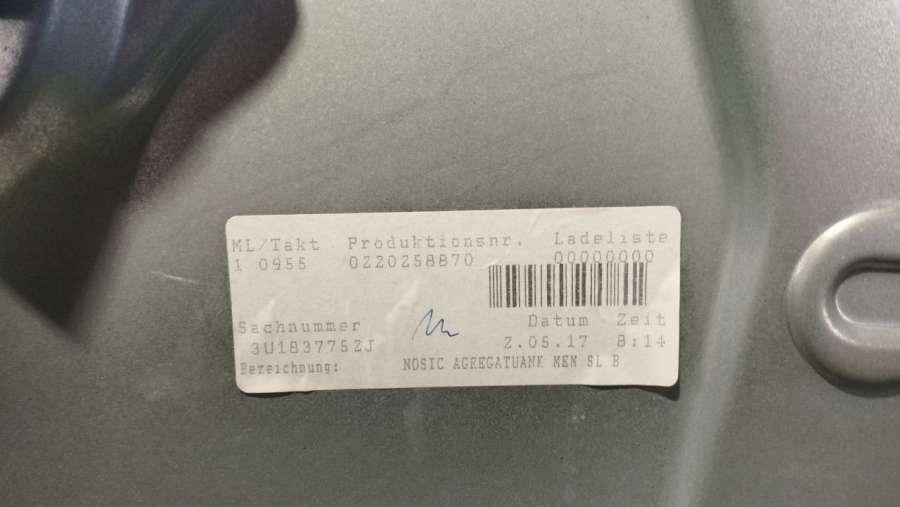 ML/Takt Produktionsnr. Ladeliste
1 0955 0220258870 00000000
Sachnummer Datum Zeit
3U1837752J 2.05.17 8:14
Bezeichnung: NOSIC AGREGATUANK KEN SL B